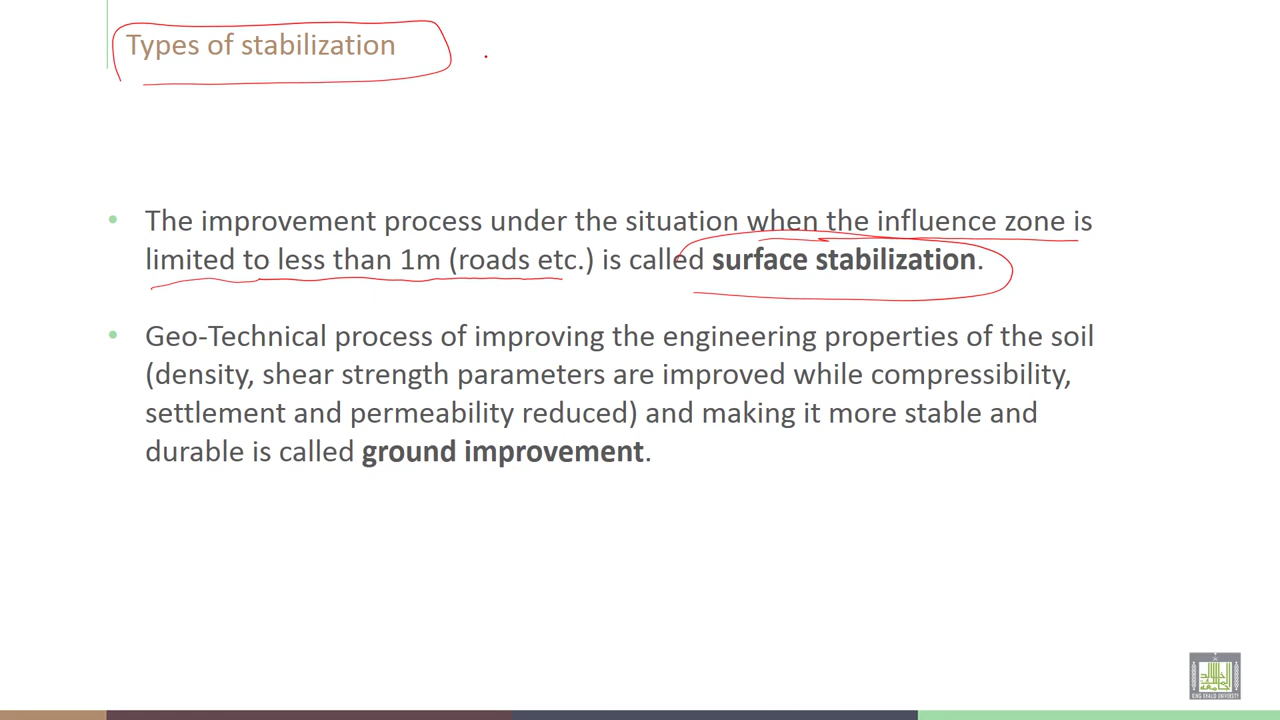 Types of stabilization
• The improvement process under the situation when the influence zone is
limited to less than 1m (roads etc.) is called surface stabilization.
• Geo-Technical process of improving the engineering properties of the soil
(density, shear strength parameters are improved while compressibility,
settlement and permeability reduced) and making it more stable and
durable is called ground improvement.
KING KHALID UNIVERSITY